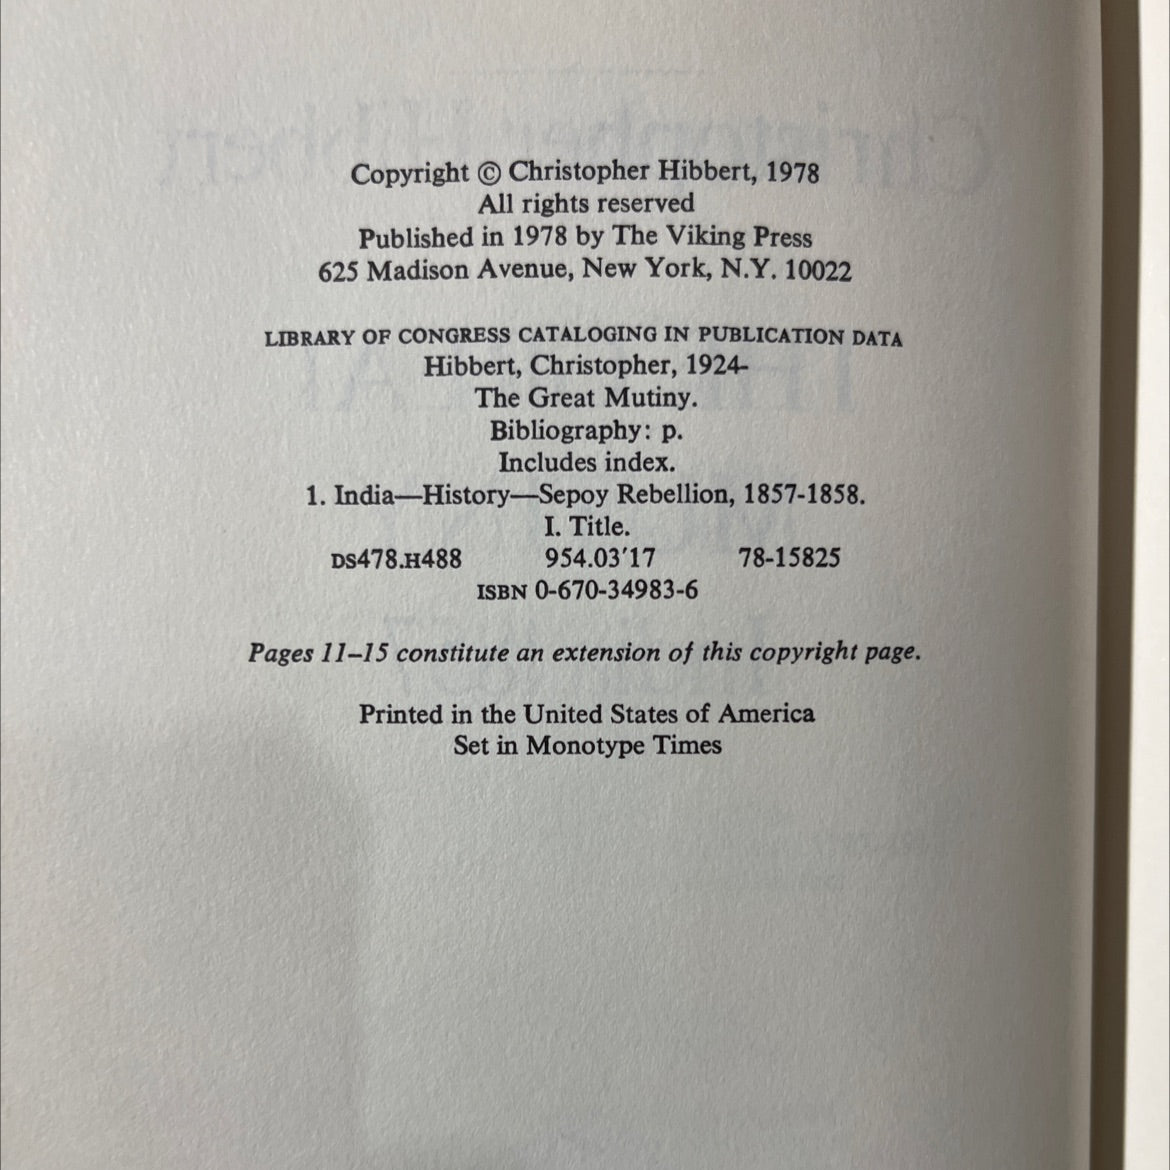 Copyright © Christopher Hibbert, 1978
All rights reserved
Published in 1978 by The Viking Press
625 Madison Avenue, New York, N.Y. 10022
LIBRARY OF CONGRESS CATALOGING IN PUBLICATION DATA
Hibbert, Christopher, 1924-
The Great Mutiny.
Bibliography: p.
Includes index.
1. India—History—Sepoy Rebellion, 1857-1858.
I. Title.
DS478.H488 954.03'17 78-15825
ISBN 0-670-34983-6
Pages 11–15 constitute an extension of this copyright page.
Printed in the United States of America
Set in Monotype Times